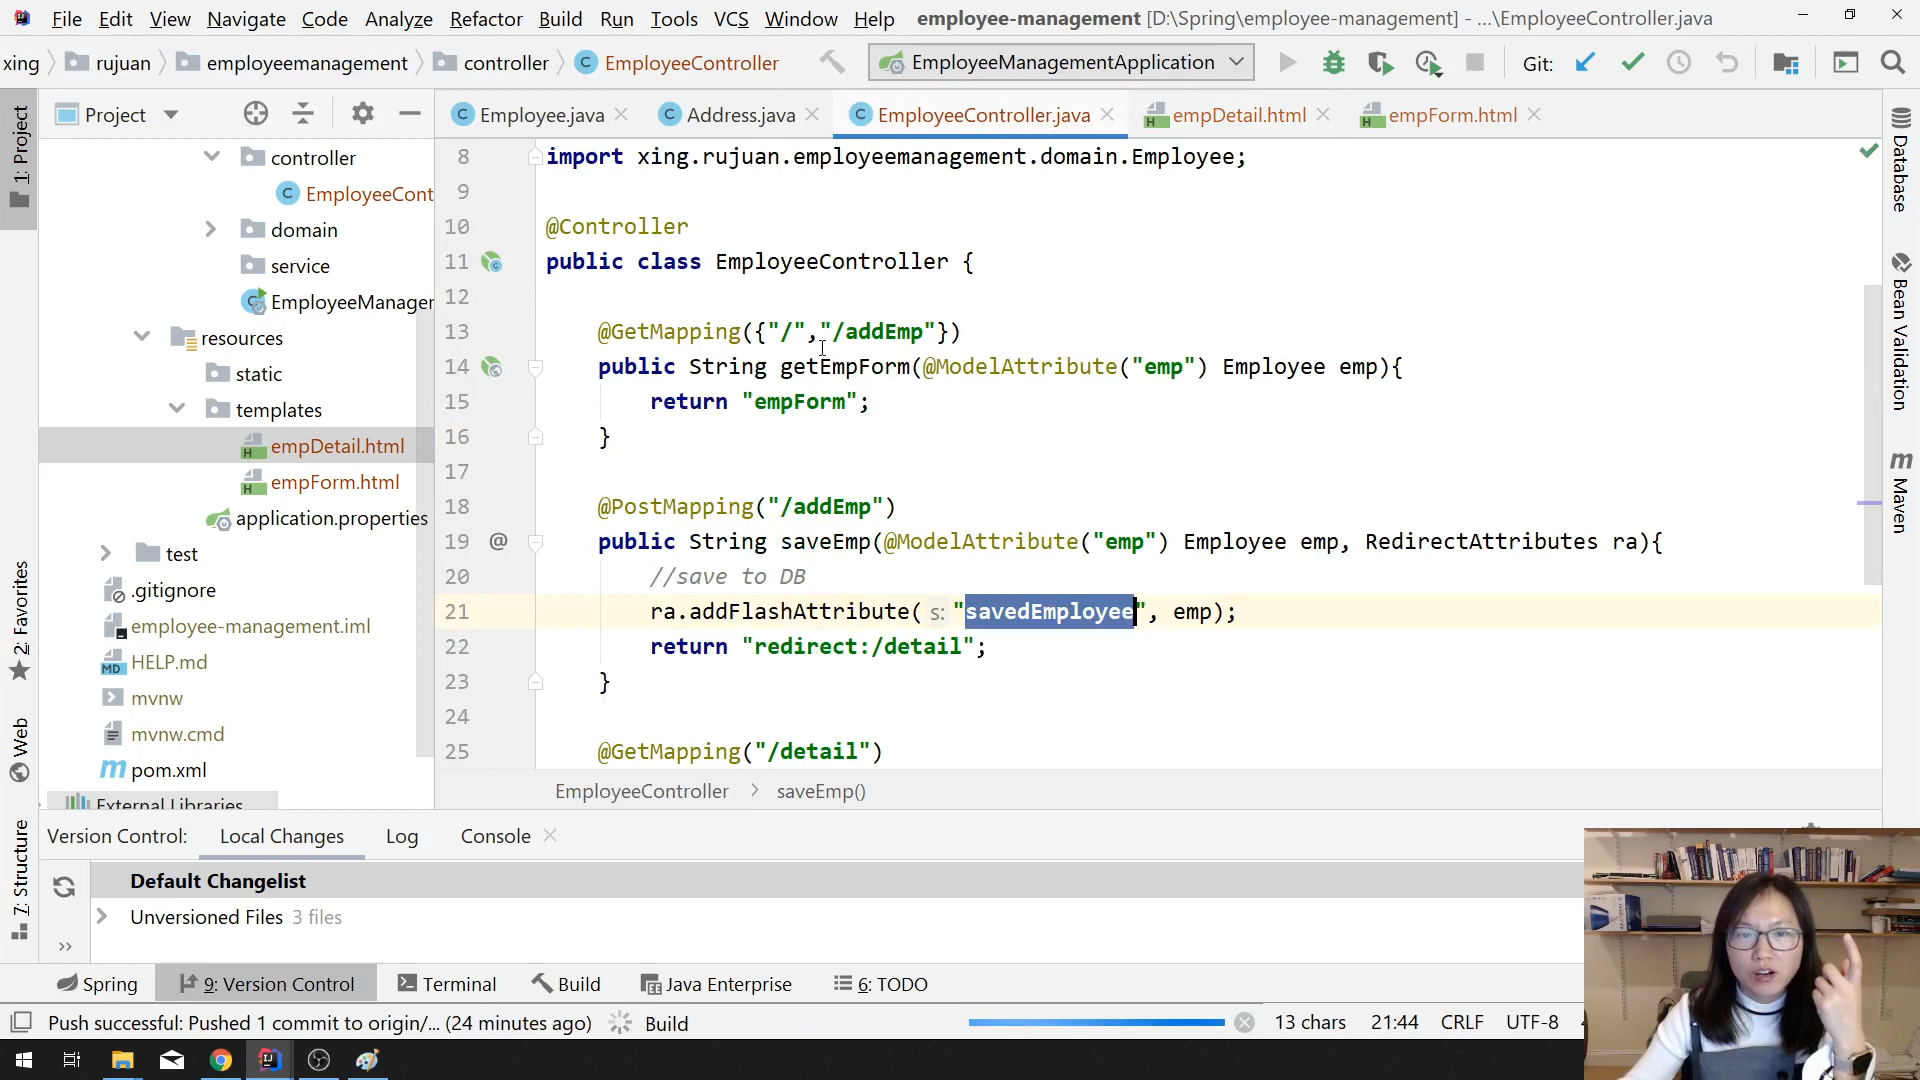 File Edit View Navigate Code Analyze Refactor Build Run Tools VCS Window Help employee-management [D:\Spring\employee-management] - ...\EmployeeController.java
xing rujuan employeemanagement controller EmployeeController EmployeeManagementApplication Git:
Project Employee.java Address.java EmployeeController.java empDetail.html empForm.html
1: Project
2: Favorites
Web
7: Structure
controller
EmployeeCont
domain
service
EmployeeManager
resources
static
templates
empDetail.html
empForm.html
application.properties
test
.gitignore
employee-management.iml
HELP.md
mvnw
mvnw.cmd
pom.xml
External Libraries
8 import xing.rujuan.employeemanagement.domain.Employee;
9
10 @Controller
11 public class EmployeeController {
12
13 @GetMapping({"/","/addEmp"})
14 public String getEmpForm(@ModelAttribute("emp") Employee emp){
15 return "empForm";
16 }
17
18 @PostMapping("/addEmp")
19 public String saveEmp(@ModelAttribute("emp") Employee emp, RedirectAttributes ra){
20 //save to DB
21 ra.addFlashAttribute( s: "savedEmployee", emp);
22 return "redirect:/detail";
23 }
24
25 @GetMapping("/detail")
EmployeeController > saveEmp()
Database
Bean Validation
Maven
Version Control: Local Changes Log Console
Default Changelist
Unversioned Files 3 files
Spring 9: Version Control Terminal Build Java Enterprise 6: TODO
Push successful: Pushed 1 commit to origin/... (24 minutes ago) Build 13 chars 21:44 CRLF UTF-8